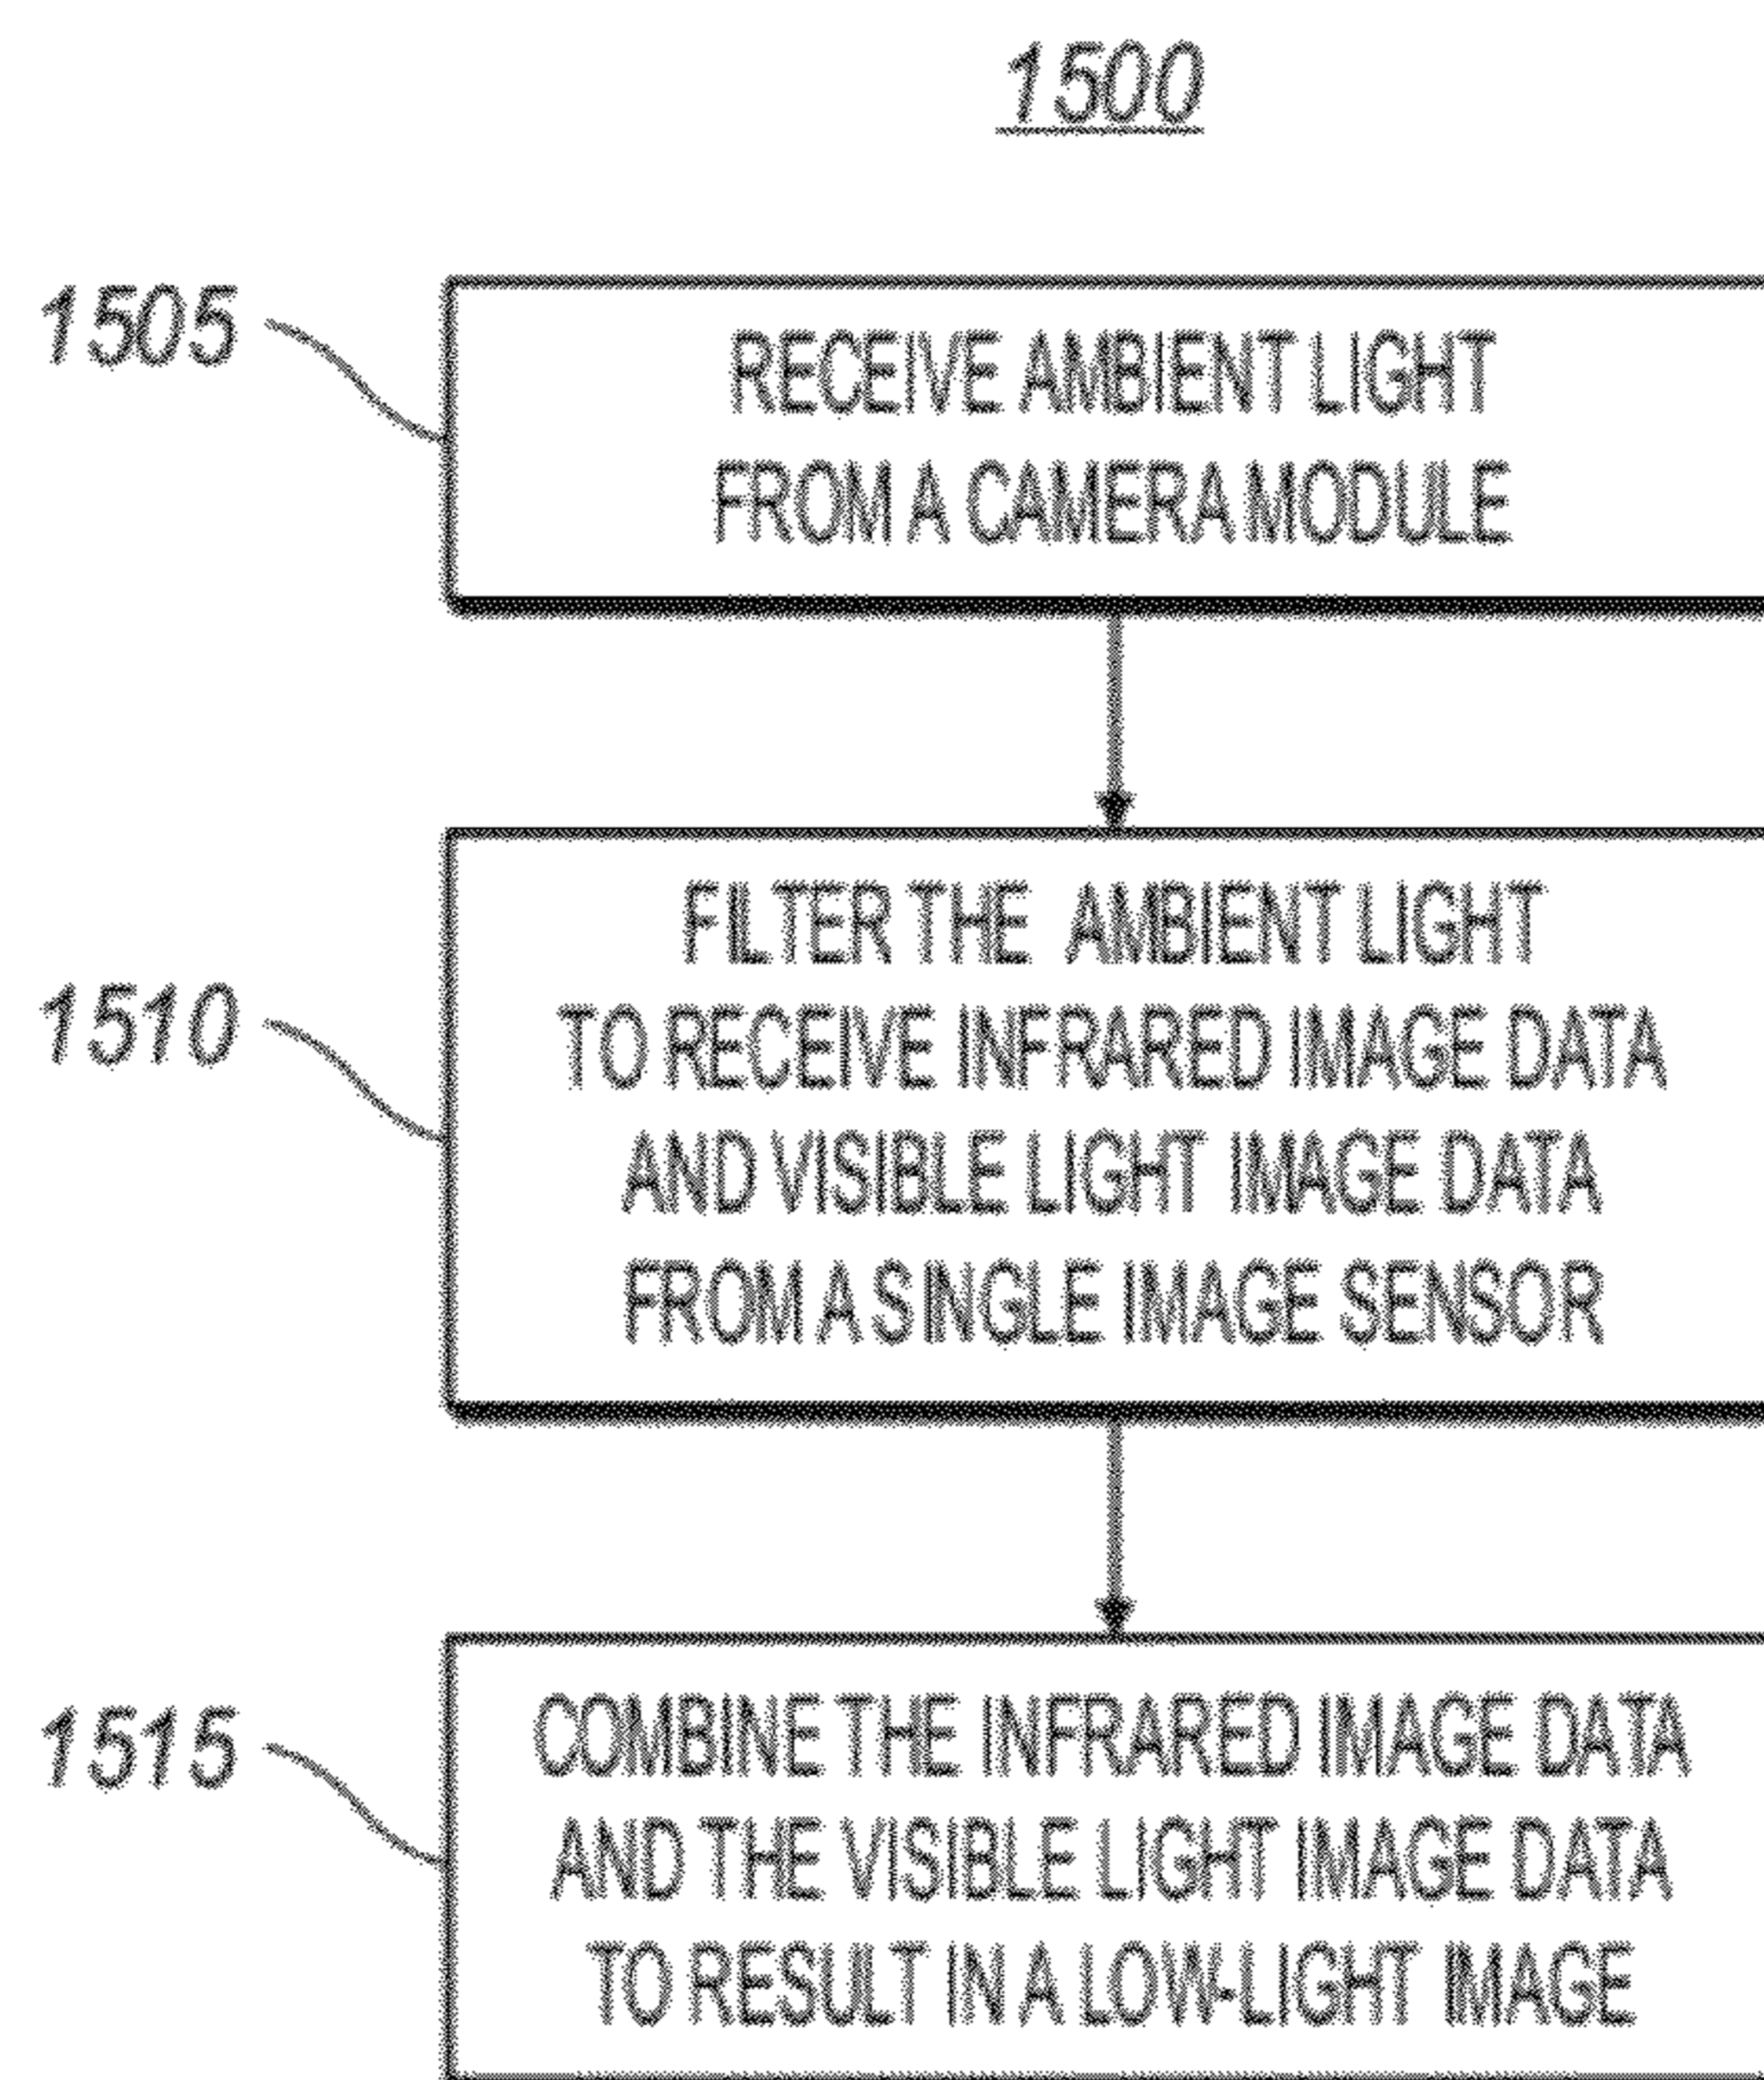 1500
1505
RECEIVE AMBIENT LIGHT
FROM A CAMERA MODULE
1510
FILTER THE AMBIENT LIGHT
TO RECEIVE INFRARED IMAGE DATA
AND VISIBLE LIGHT IMAGE DATA
FROM A SINGLE IMAGE SENSOR
1515
COMBINE THE INFRARED IMAGE DATA
AND THE VISIBLE LIGHT IMAGE DATA
TO RESULT IN A LOW-LIGHT IMAGE